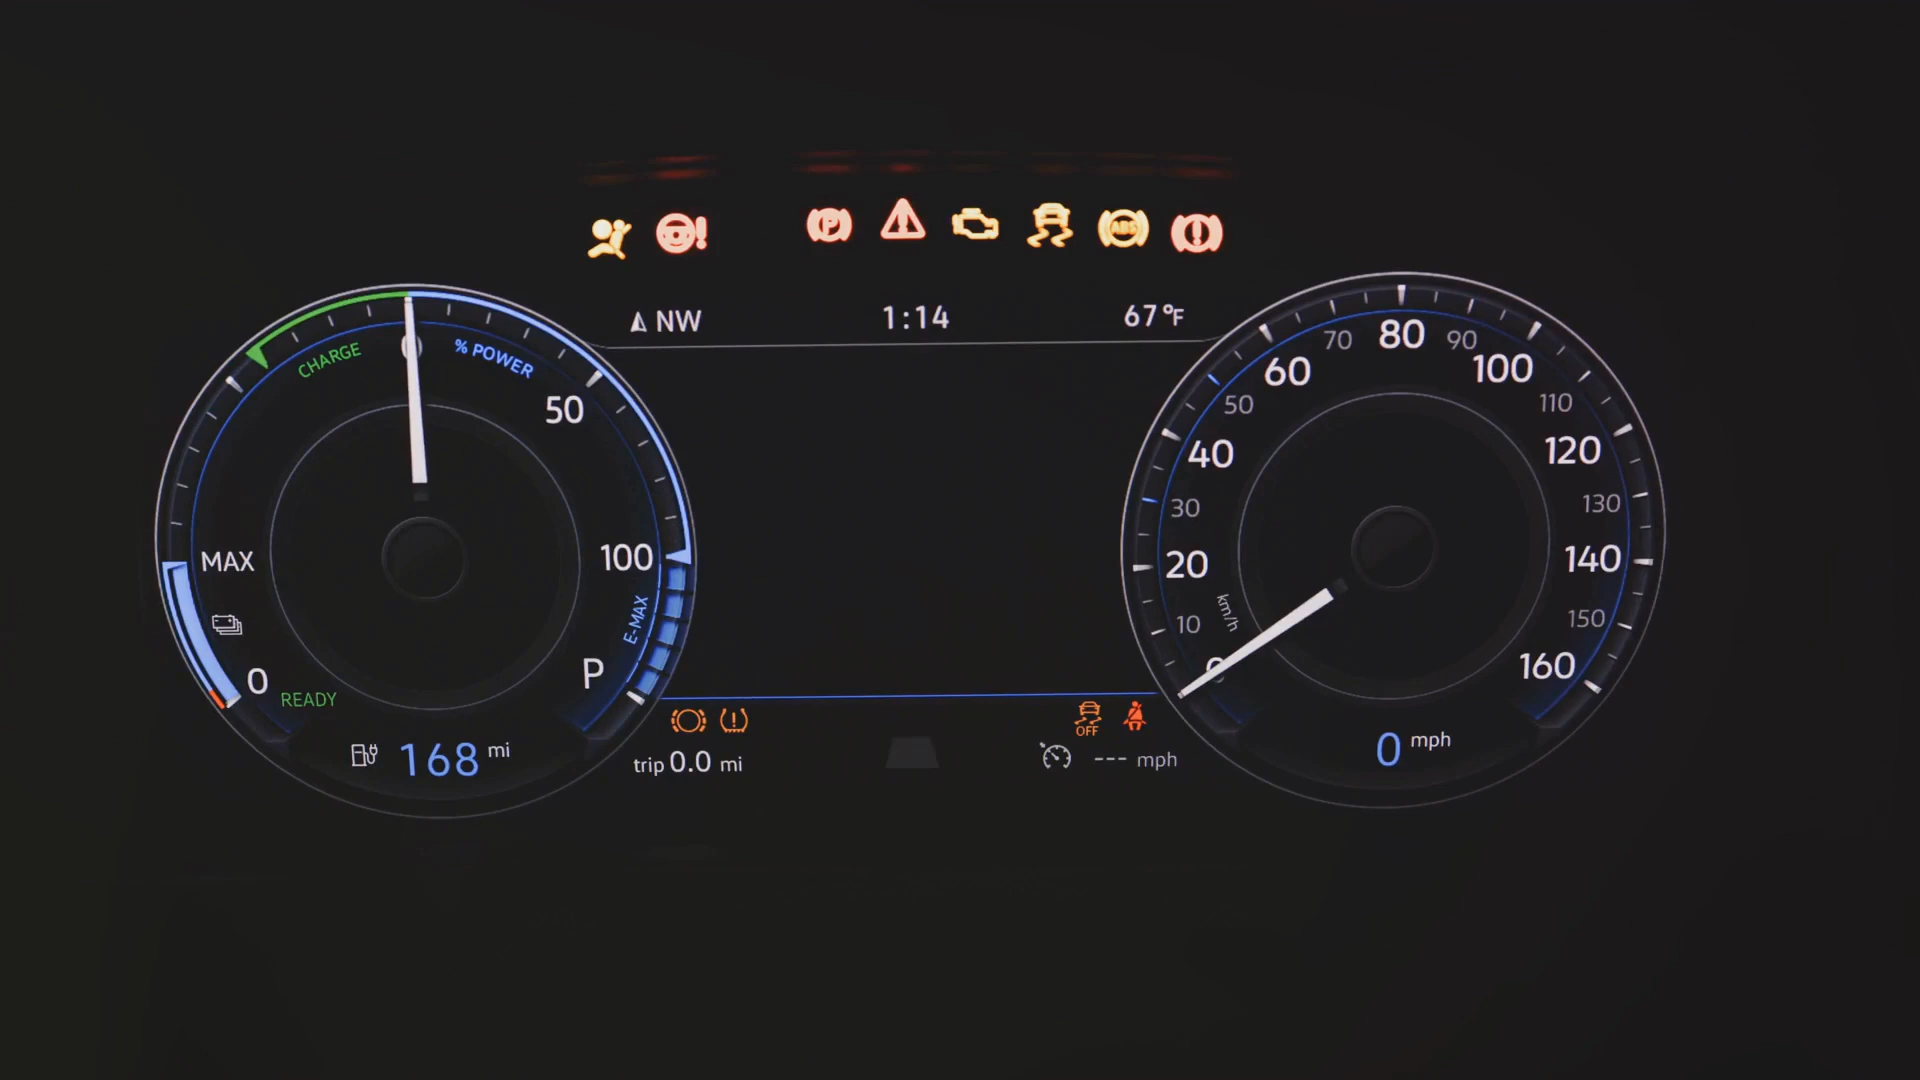 P
ABS
NW 1:14 67°F
CHARGE
0
% POWER
50
100
E-MAX
P
MAX
0
READY
168 mi
trip 0.0 mi
OFF
--- mph
0
10
20
30
40
50
60
70
80
90
100
110
120
130
140
150
160
km/h
0 mph